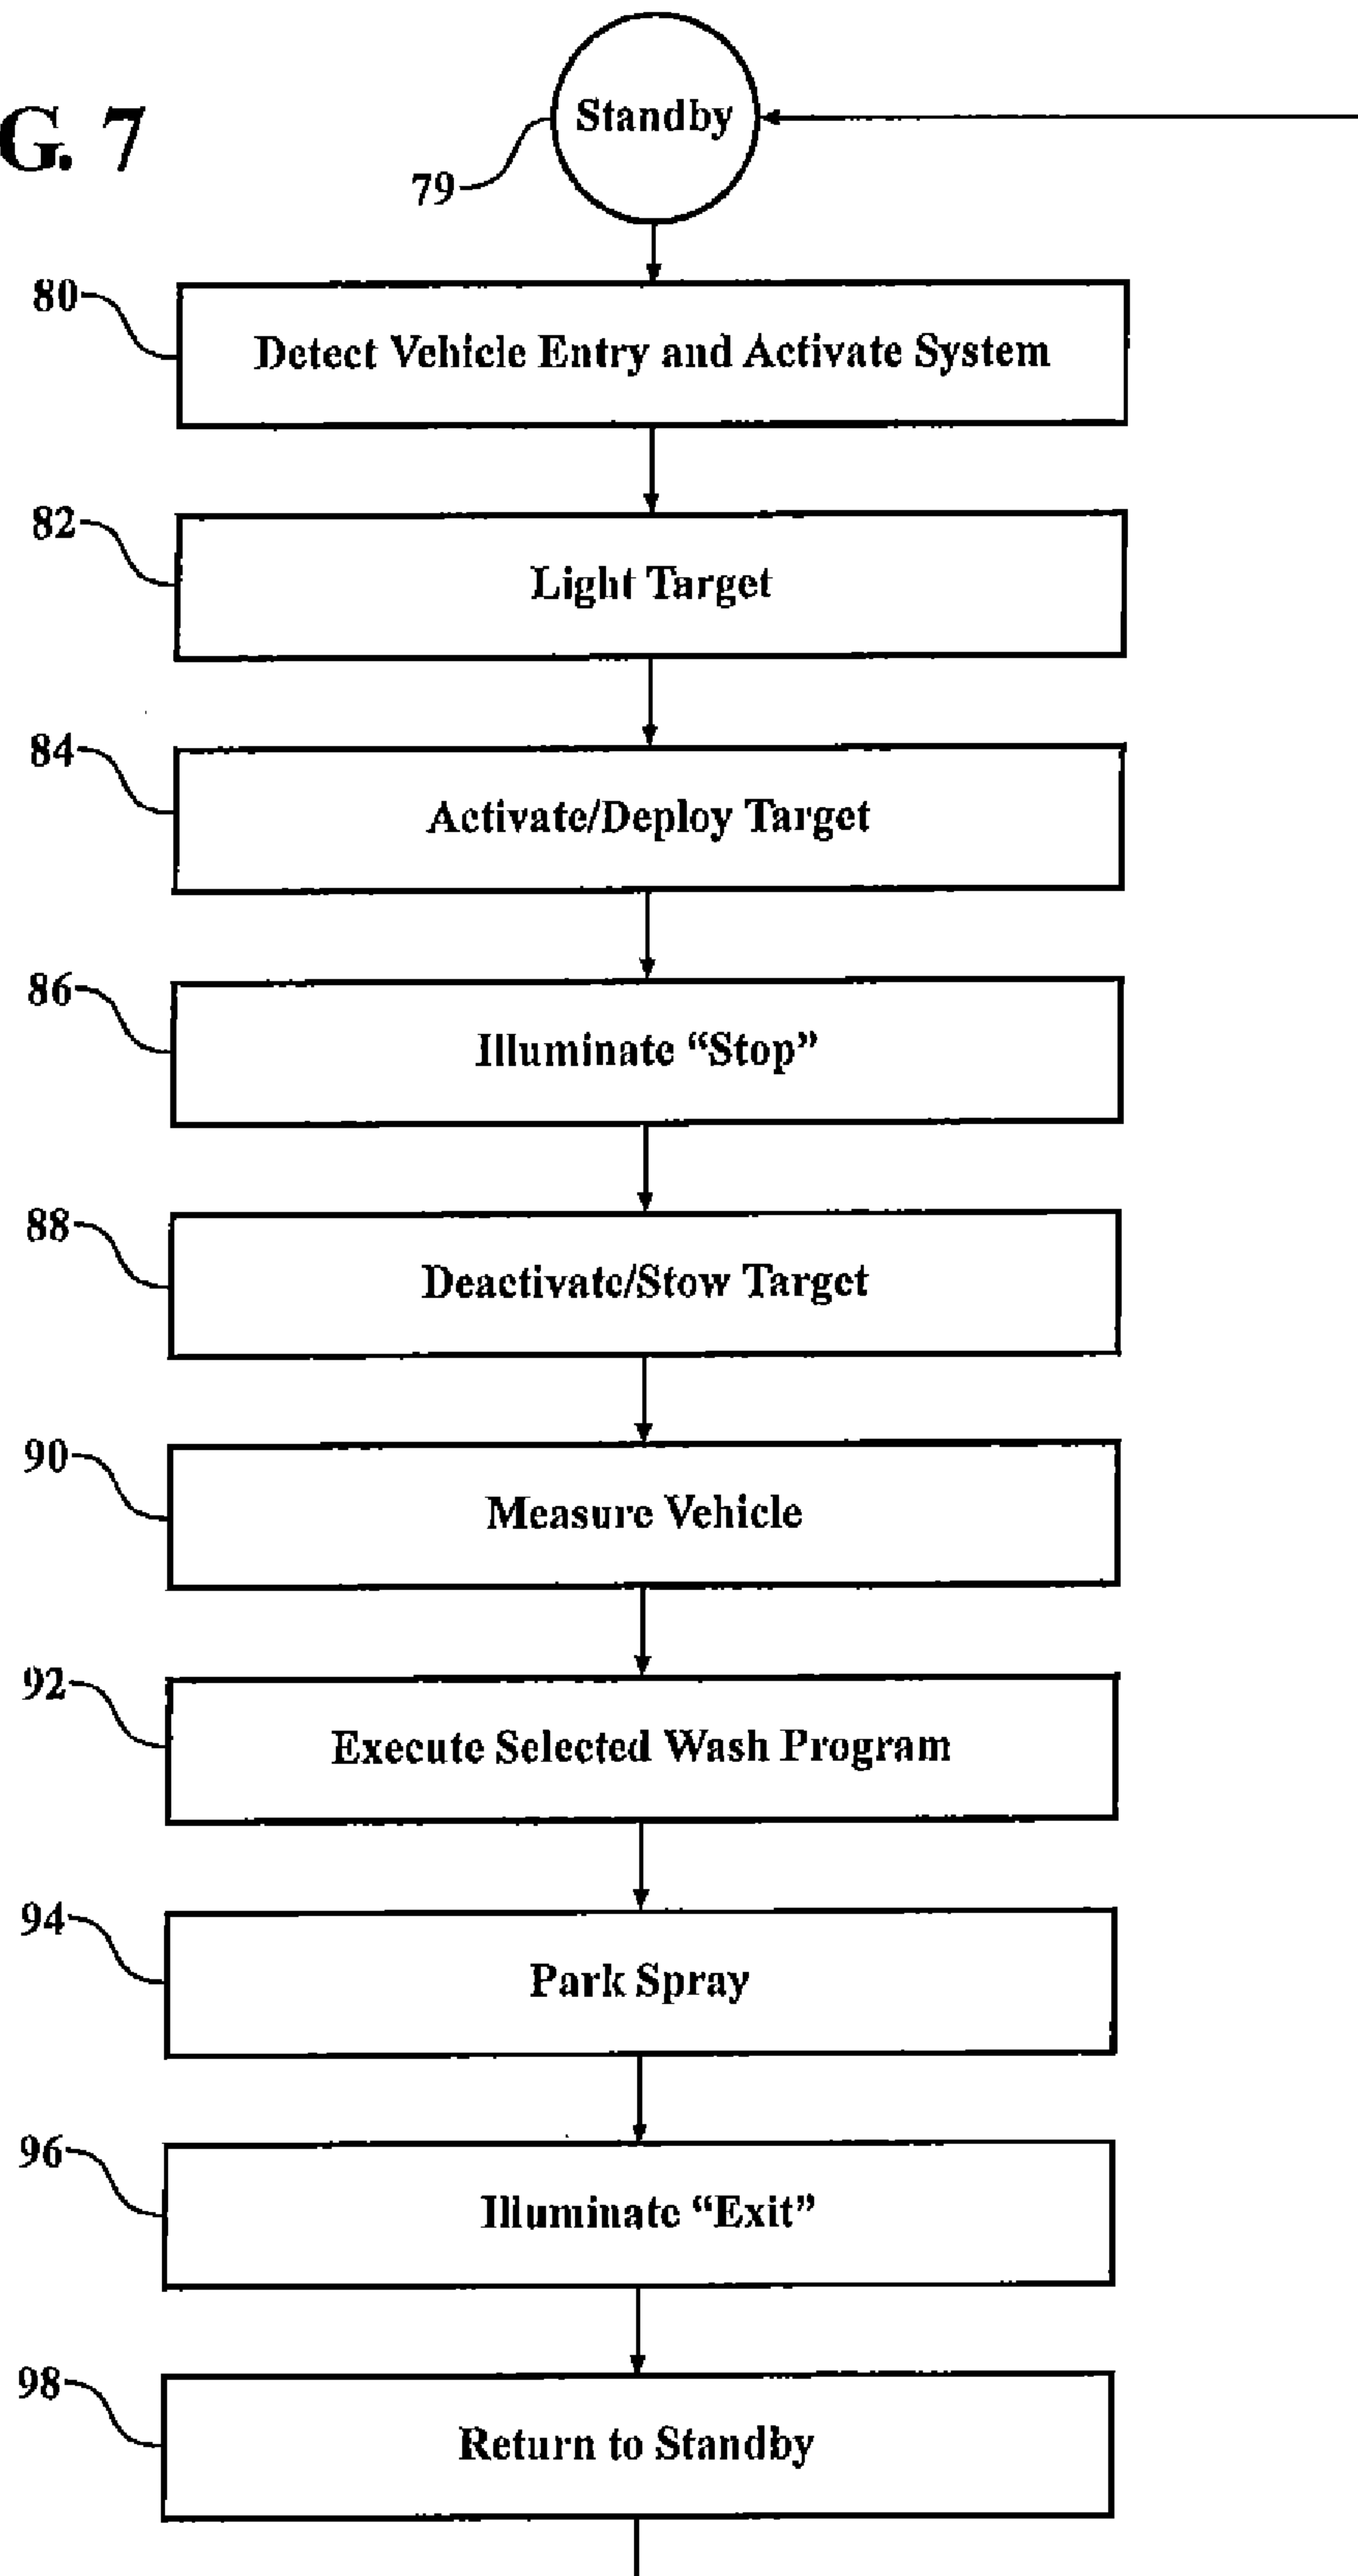 G. 7
Standby
79
80
Detect Vehicle Entry and Activate System
82
Light Target
84
Activate/Deploy Target
86
Illuminate “Stop”
88
Deactivate/Stow Target
90
Measure Vehicle
92
Execute Selected Wash Program
94
Park Spray
96
Illuminate “Exit”
98
Return to Standby